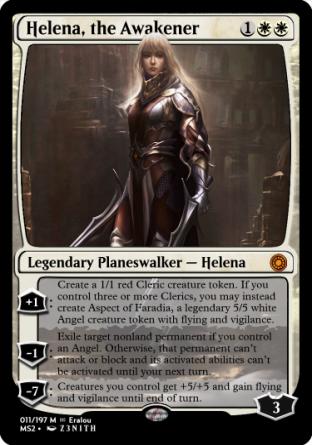 Helena, the Awakener 1
Legendary Planeswalker — Helena
+1: Create a 1/1 red Cleric creature token. If you
control three or more Clerics, you may instead
create Aspect of Faradia, a legendary 5/5 white
Angel creature token with flying and vigilance.
-1: Exile target nonland permanent if you control
an Angel. Otherwise, that permanent can't
attack or block and its activated abilities can't
be activated until your next turn.
-7: Creatures you control get +5/+5 and gain flying
and vigilance until end of turn.
3
011/197 M Eralou
MS2 • Z3NITH